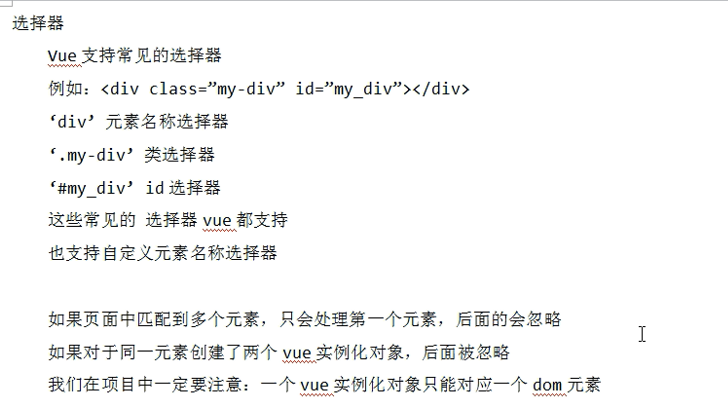 选择器
Vue 支持常见的选择器
例如：<div class=”my-div” id=”my_div”></div>
‘div’ 元素名称选择器
‘.my-div’ 类选择器
‘#my_div’ id 选择器
这些常见的 选择器 vue 都支持
也支持自定义元素名称选择器
如果页面中匹配到多个元素，只会处理第一个元素，后面的会忽略
如果对于同一元素创建了两个 vue 实例化对象，后面被忽略
我们在项目中一定要注意：一个 vue 实例化对象只能对应一个 dom 元素